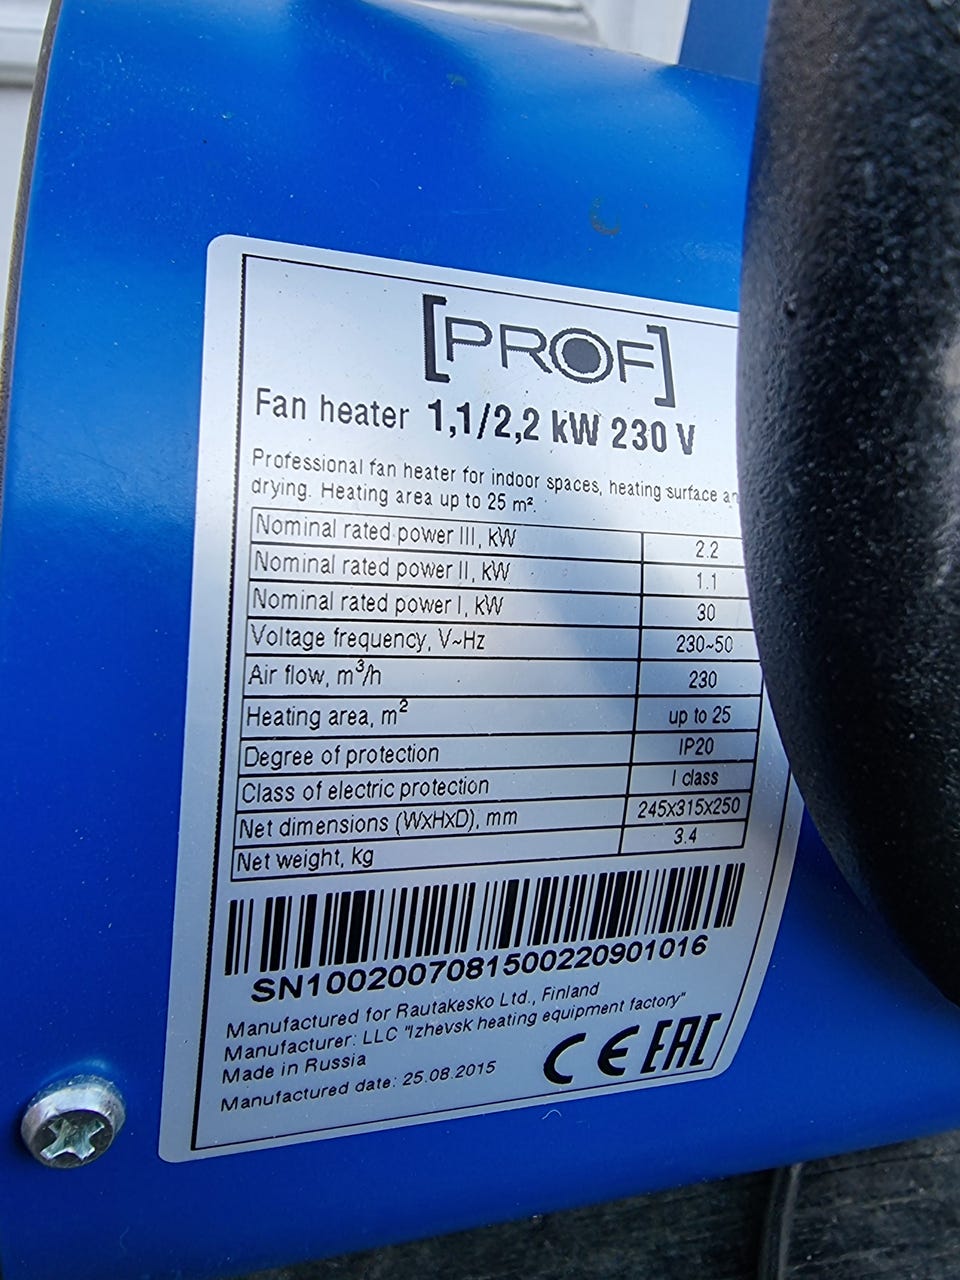 [PROF]
Fan heater 1,1/2,2 kW 230 V
Professional fan heater for indoor spaces, heating surface
drying. Heating area up to 25 m².
Nominal rated power III, kW 2.2
Nominal rated power II, kW 1.1
Nominal rated power I, kW 30
Voltage frequency, V~Hz 230~50
Air flow, m³/h 230
Heating area, m² up to 25
Degree of protection IP20
Class of electric protection I class
Net dimensions (WxHxD), mm 245x315x250
Net weight, kg 3.4
SN1002007081500220901016
Manufactured for Rautakesko Ltd., Finland
Manufacturer: LLC "Izhevsk heating equipment factory"
Made in Russia
Manufactured date: 25.08.2015
CE EAC